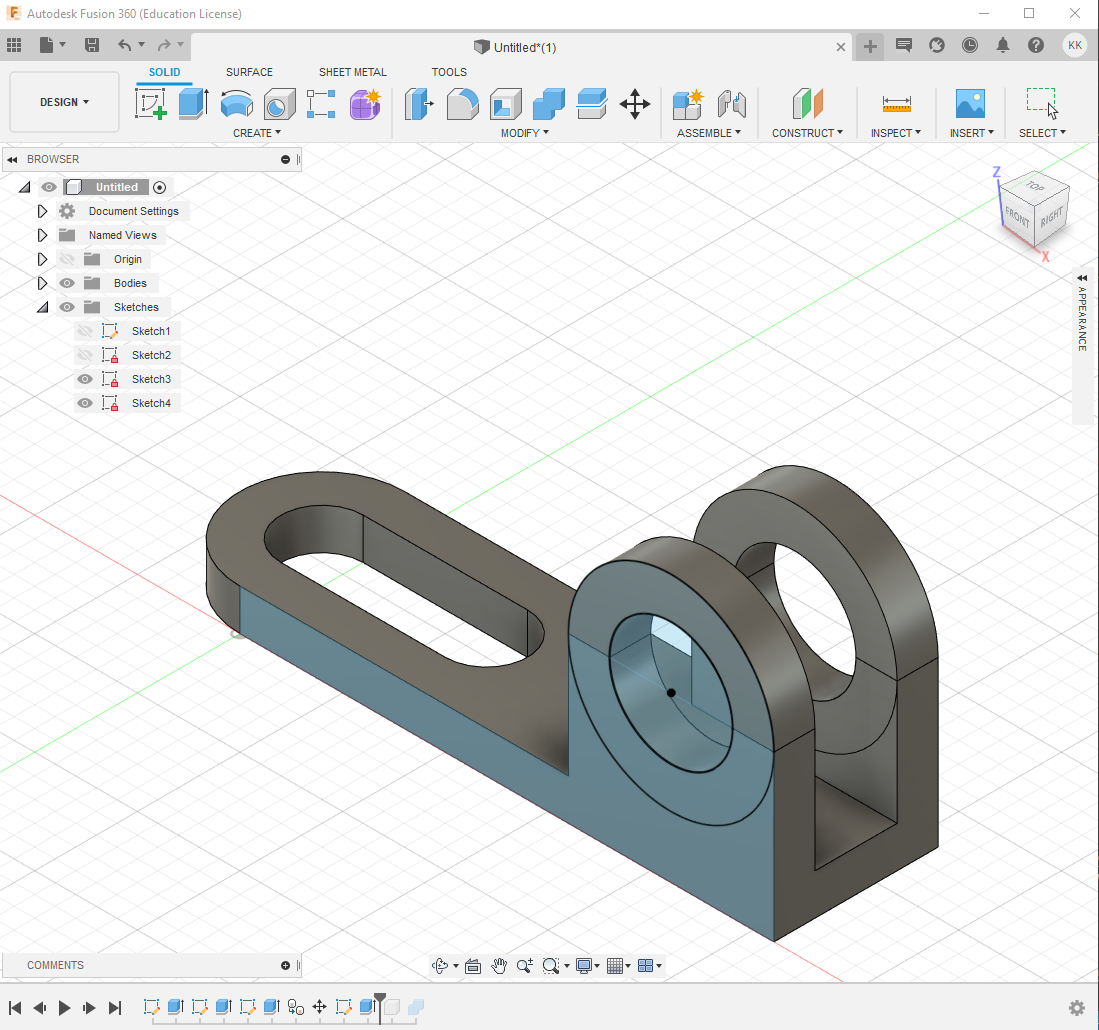 Autodesk Fusion 360 (Education License)
Untitled*(1)
KK
DESIGN
SOLID SURFACE SHEET METAL TOOLS
CREATE MODIFY ASSEMBLE CONSTRUCT INSPECT INSERT SELECT
BROWSER
Untitled
Document Settings
Named Views
Origin
Bodies
Sketches
Sketch1
Sketch2
Sketch3
Sketch4
Z
TOP
FRONT
RIGHT
X
APPEARANCE
COMMENTS